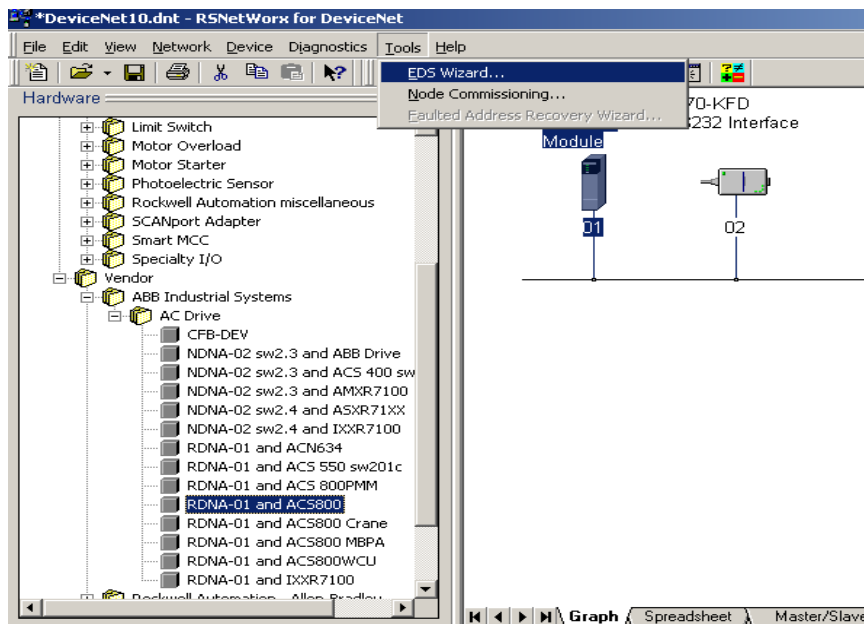 *DeviceNet10.dnt - RSNetWorx for DeviceNet
File Edit View Network Device Diagnostics Tools Help
EDS Wizard...
Node Commissioning...
Faulted Address Recovery Wizard...
Hardware
Limit Switch
Motor Overload
Motor Starter
Photoelectric Sensor
Rockwell Automation miscellaneous
SCANport Adapter
Smart MCC
Specialty I/O
Vendor
ABB Industrial Systems
AC Drive
CFB-DEV
NDNA-02 sw2.3 and ABB Drive
NDNA-02 sw2.3 and ACS 400 sw
NDNA-02 sw2.3 and AMXR7100
NDNA-02 sw2.4 and ASXR71XX
NDNA-02 sw2.4 and IXXR7100
RDNA-01 and ACN634
RDNA-01 and ACS 550 sw201c
RDNA-01 and ACS 800PMM
RDNA-01 and ACS800
RDNA-01 and ACS800 Crane
RDNA-01 and ACS800 MBPA
RDNA-01 and ACS800WCU
RDNA-01 and IXXR7100
Rockwell Automation - Allen-Bradley
70-KFD
S232 Interface
Module
01
02
Graph Spreadsheet Master/Slave